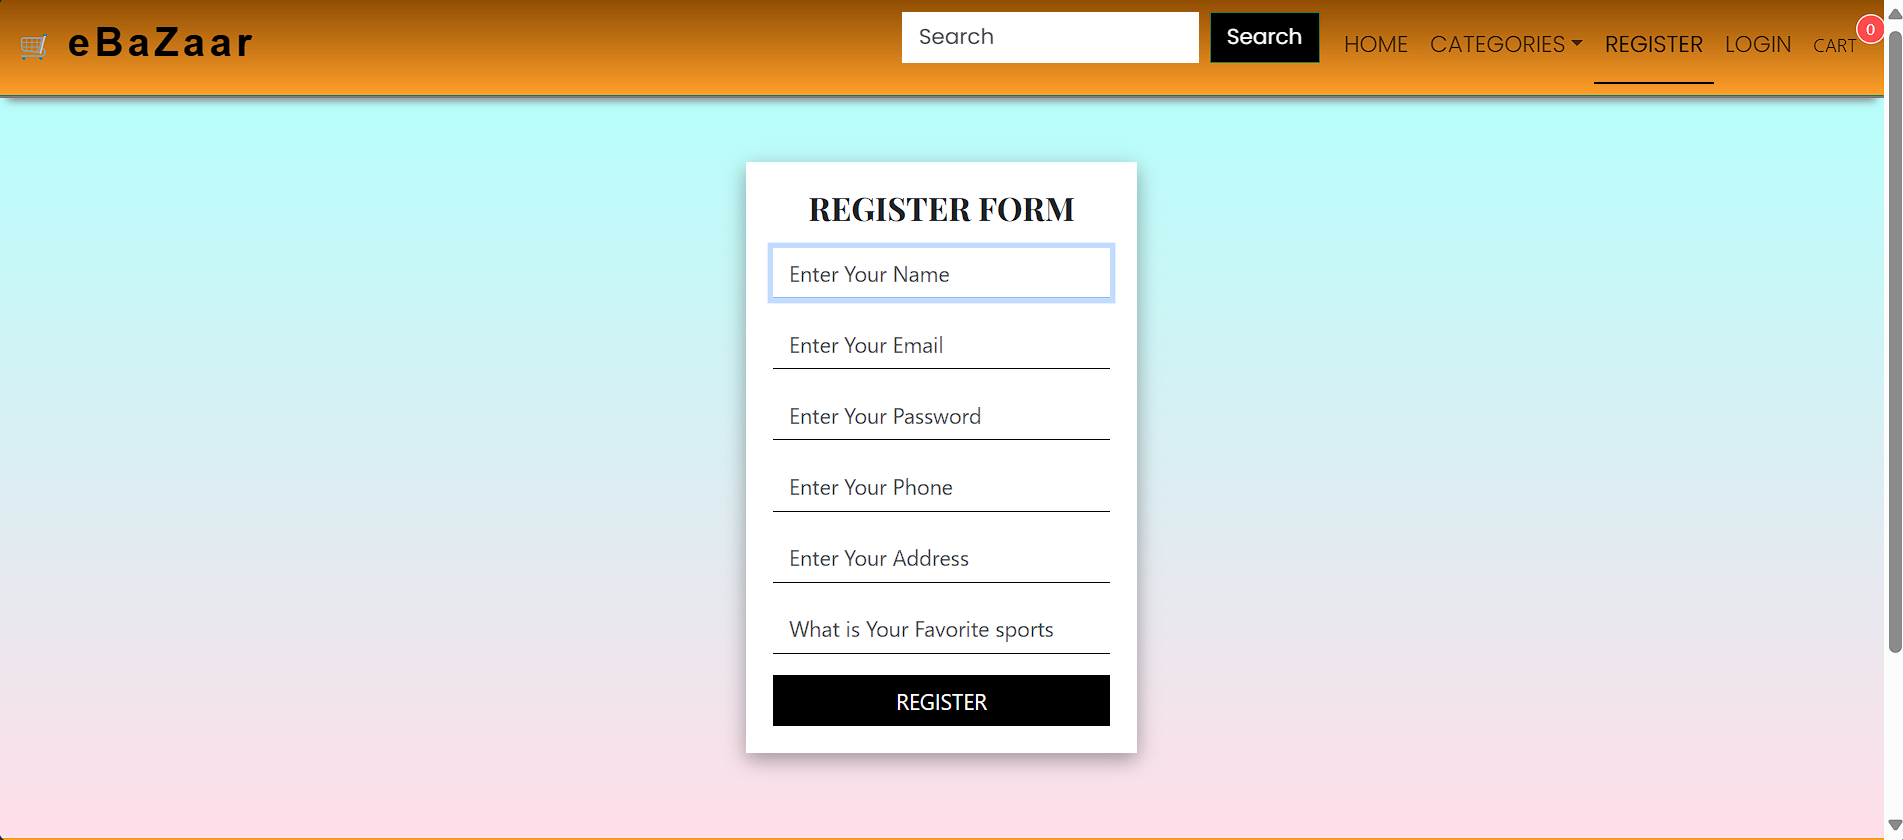 eBaZaar
Search
Search
HOME
CATEGORIES
REGISTER
LOGIN
CART
0
REGISTER FORM
Enter Your Name
Enter Your Email
Enter Your Password
Enter Your Phone
Enter Your Address
What is Your Favorite sports
REGISTER